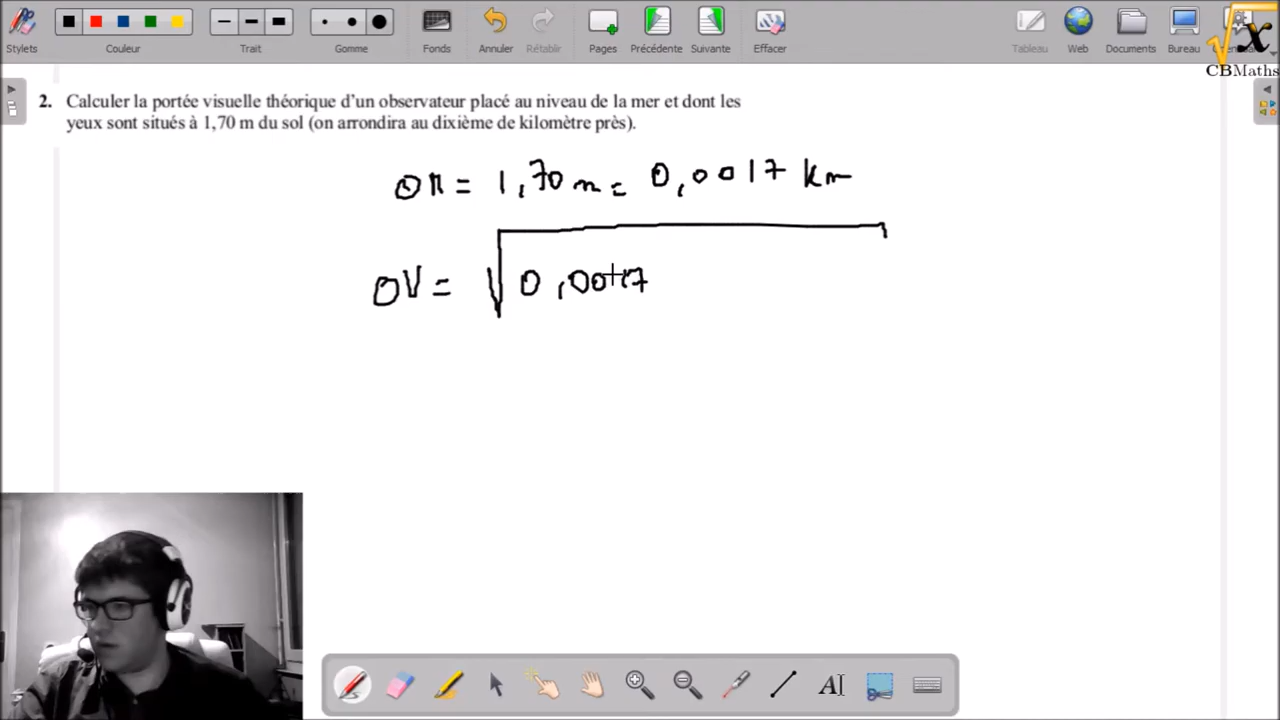 Stylets Couleur Trait Gomme Fonds Annuler Rétablir Pages Précédente Suivante Effacer Tableau Web Documents Bureau
CBMaths
2. Calculer la portée visuelle théorique d'un observateur placé au niveau de la mer et dont les
yeux sont situés à 1,70 m du sol (on arrondira au dixième de kilomètre près).
= 1,70 m = 0,0017 km
OV = √0,0017
AI